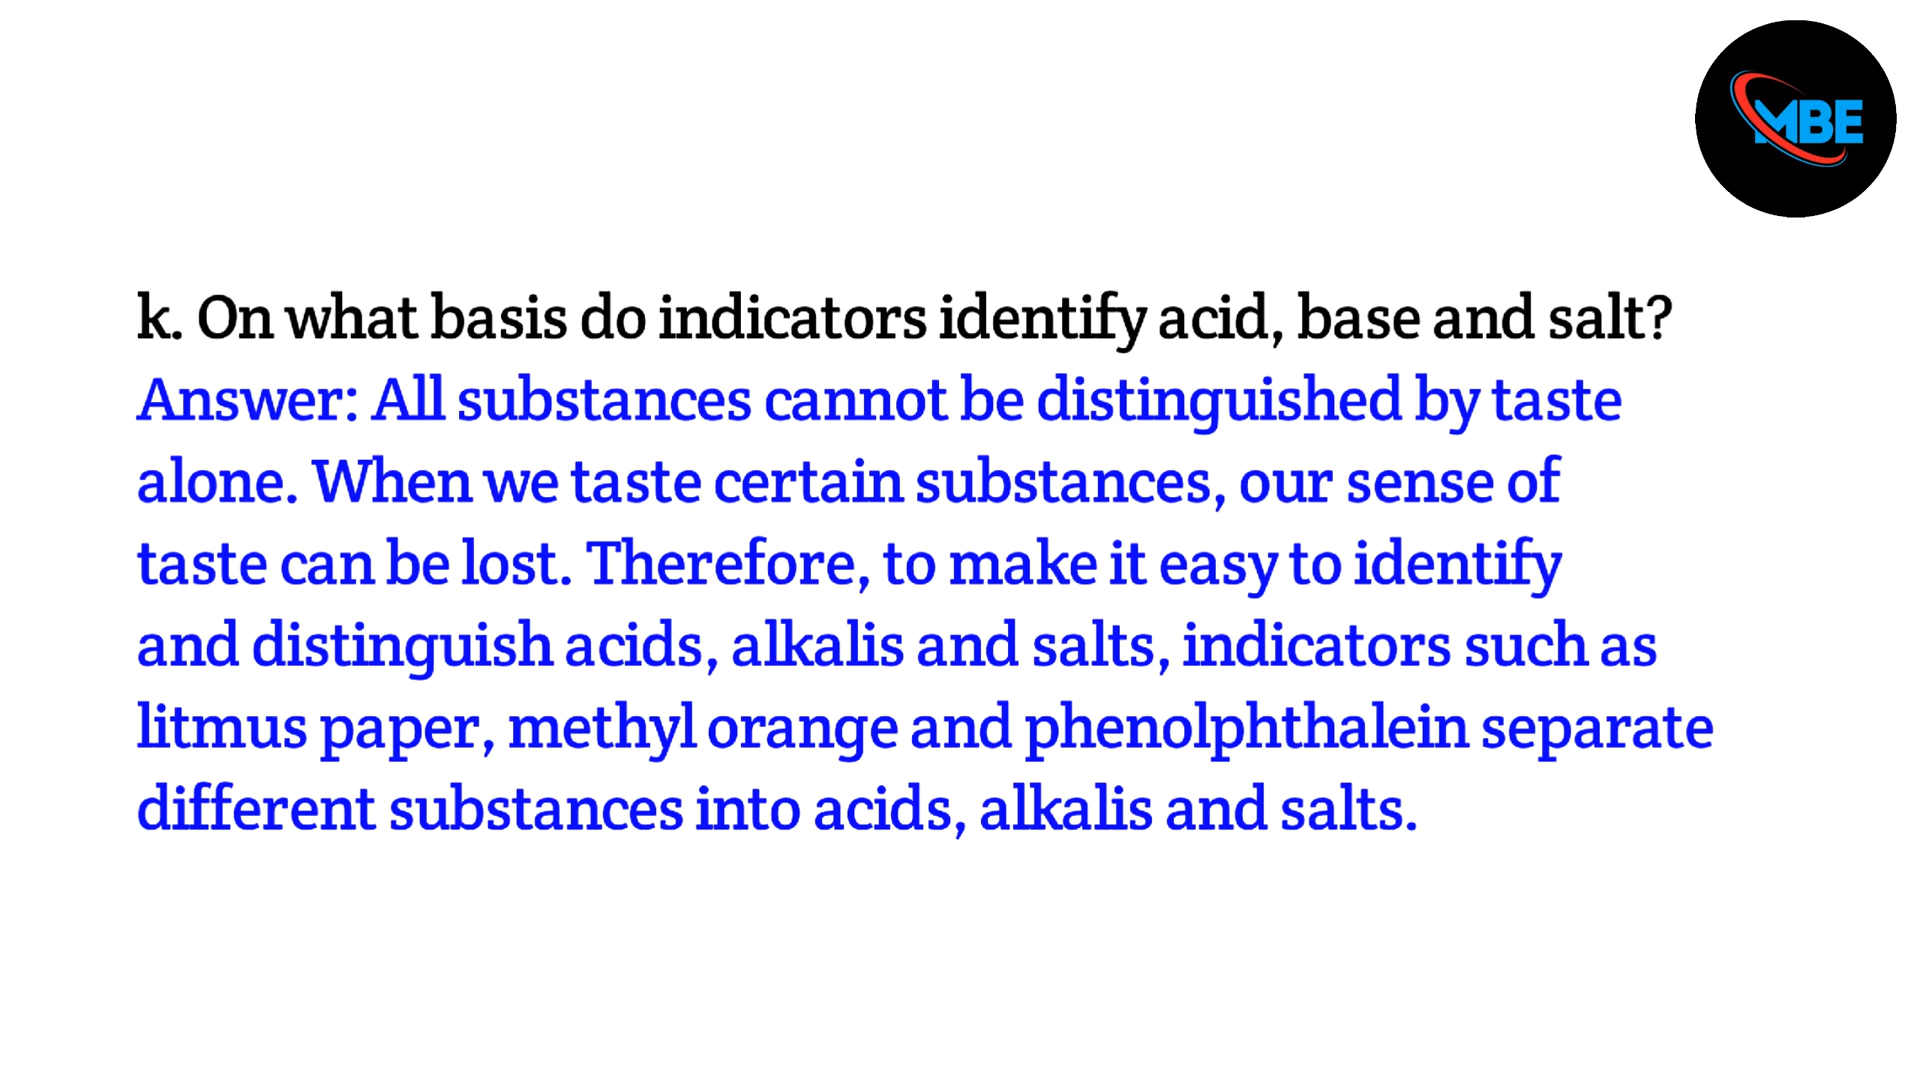 MBE
k. On what basis do indicators identify acid, base and salt?
Answer: All substances cannot be distinguished by taste
alone. When we taste certain substances, our sense of
taste can be lost. Therefore, to make it easy to identify
and distinguish acids, alkalis and salts, indicators such as
litmus paper, methyl orange and phenolphthalein separate
different substances into acids, alkalis and salts.